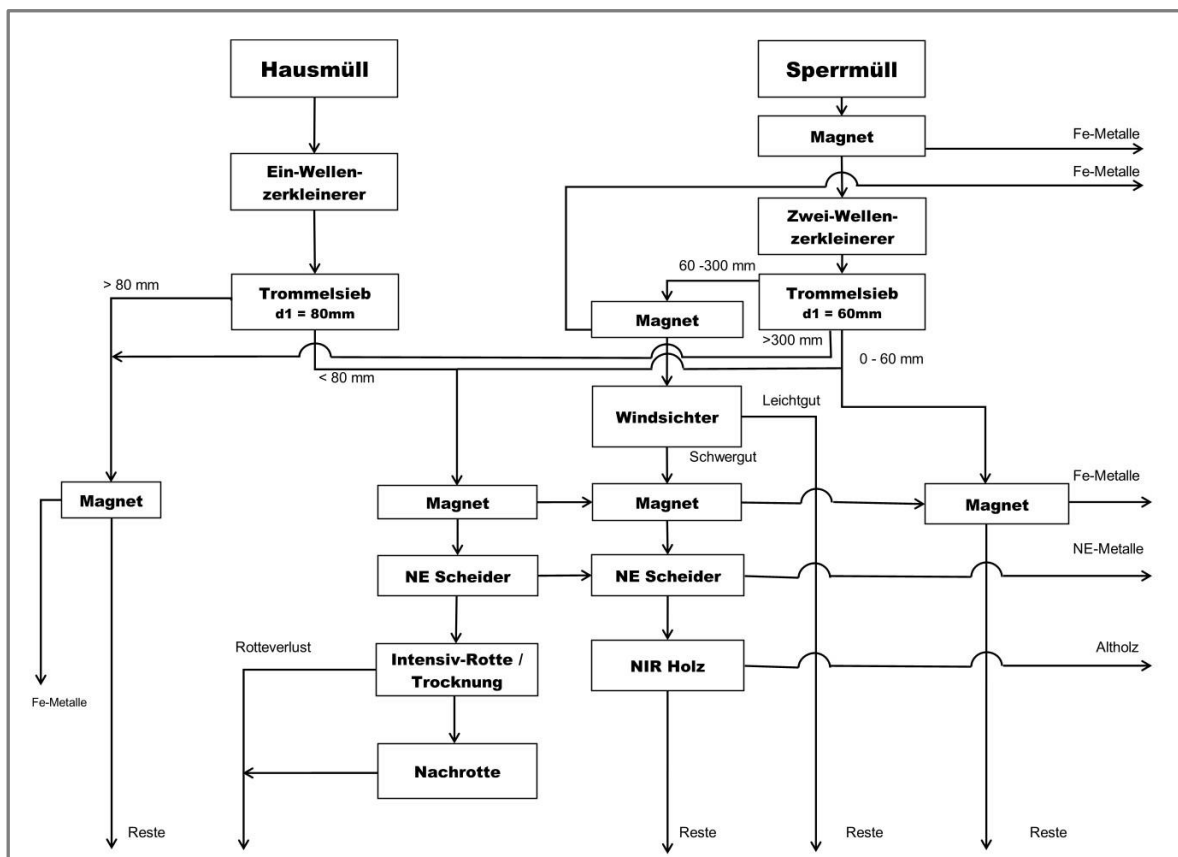 Hausmüll
Sperrmüll
Magnet
Fe-Metalle
Fe-Metalle
Ein-Wellen-
zerkleinerer
Zwei-Wellen-
zerkleinerer
> 80 mm
60 -300 mm
Trommelsieb
d1 = 80mm
Trommelsieb
d1 = 60mm
Magnet
>300 mm
0 - 60 mm
< 80 mm
Leichtgut
Windsichter
Schwergut
Magnet
Magnet
Magnet
Magnet
Fe-Metalle
NE-Metalle
NE Scheider
NE Scheider
Rotteverlust
Intensiv-Rotte /
Trocknung
NIR Holz
Altholz
Fe-Metalle
Nachrotte
Reste
Reste
Reste
Reste